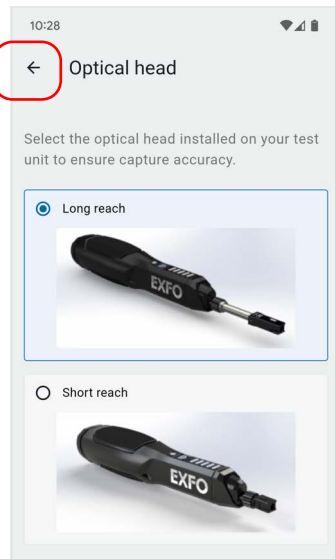 10:28
Optical head
Select the optical head installed on your test
unit to ensure capture accuracy.
Long reach
EXFO
Short reach
EXFO